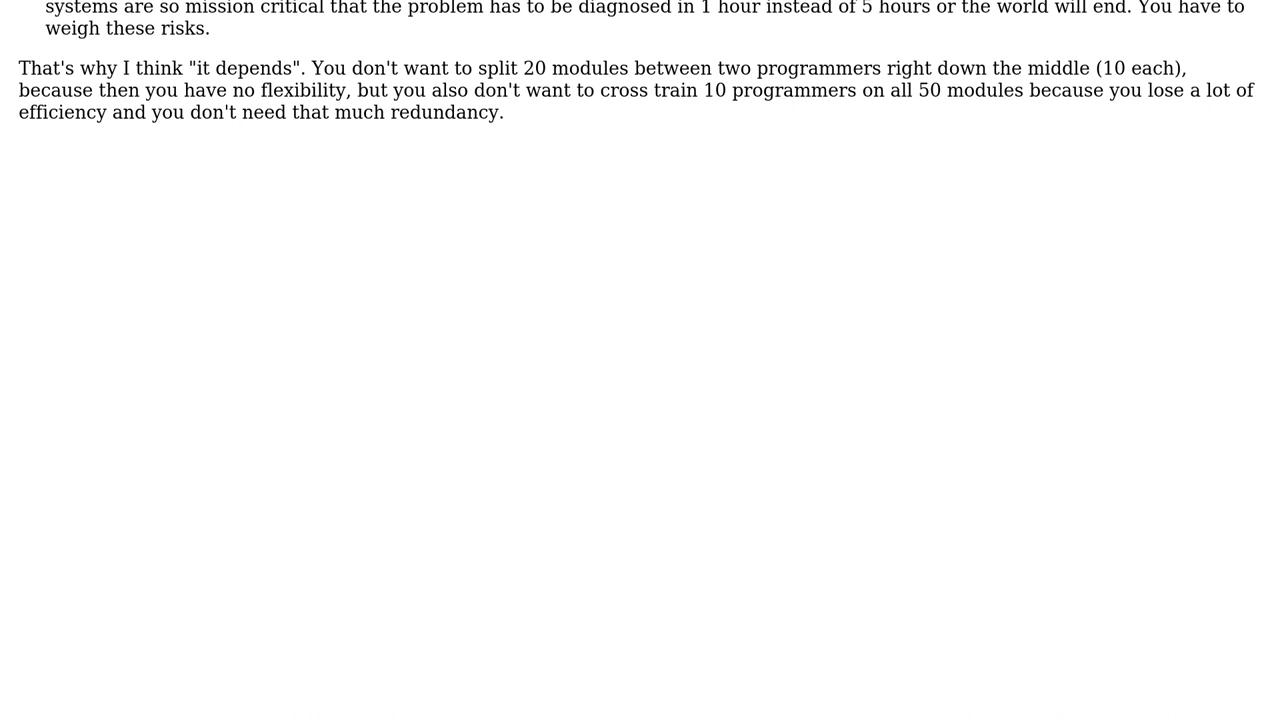 systems are so mission critical that the problem has to be diagnosed in 1 hour instead of 5 hours or the world will end. You have to
weigh these risks.
That's why I think "it depends". You don't want to split 20 modules between two programmers right down the middle (10 each),
because then you have no flexibility, but you also don't want to cross train 10 programmers on all 50 modules because you lose a lot of
efficiency and you don't need that much redundancy.